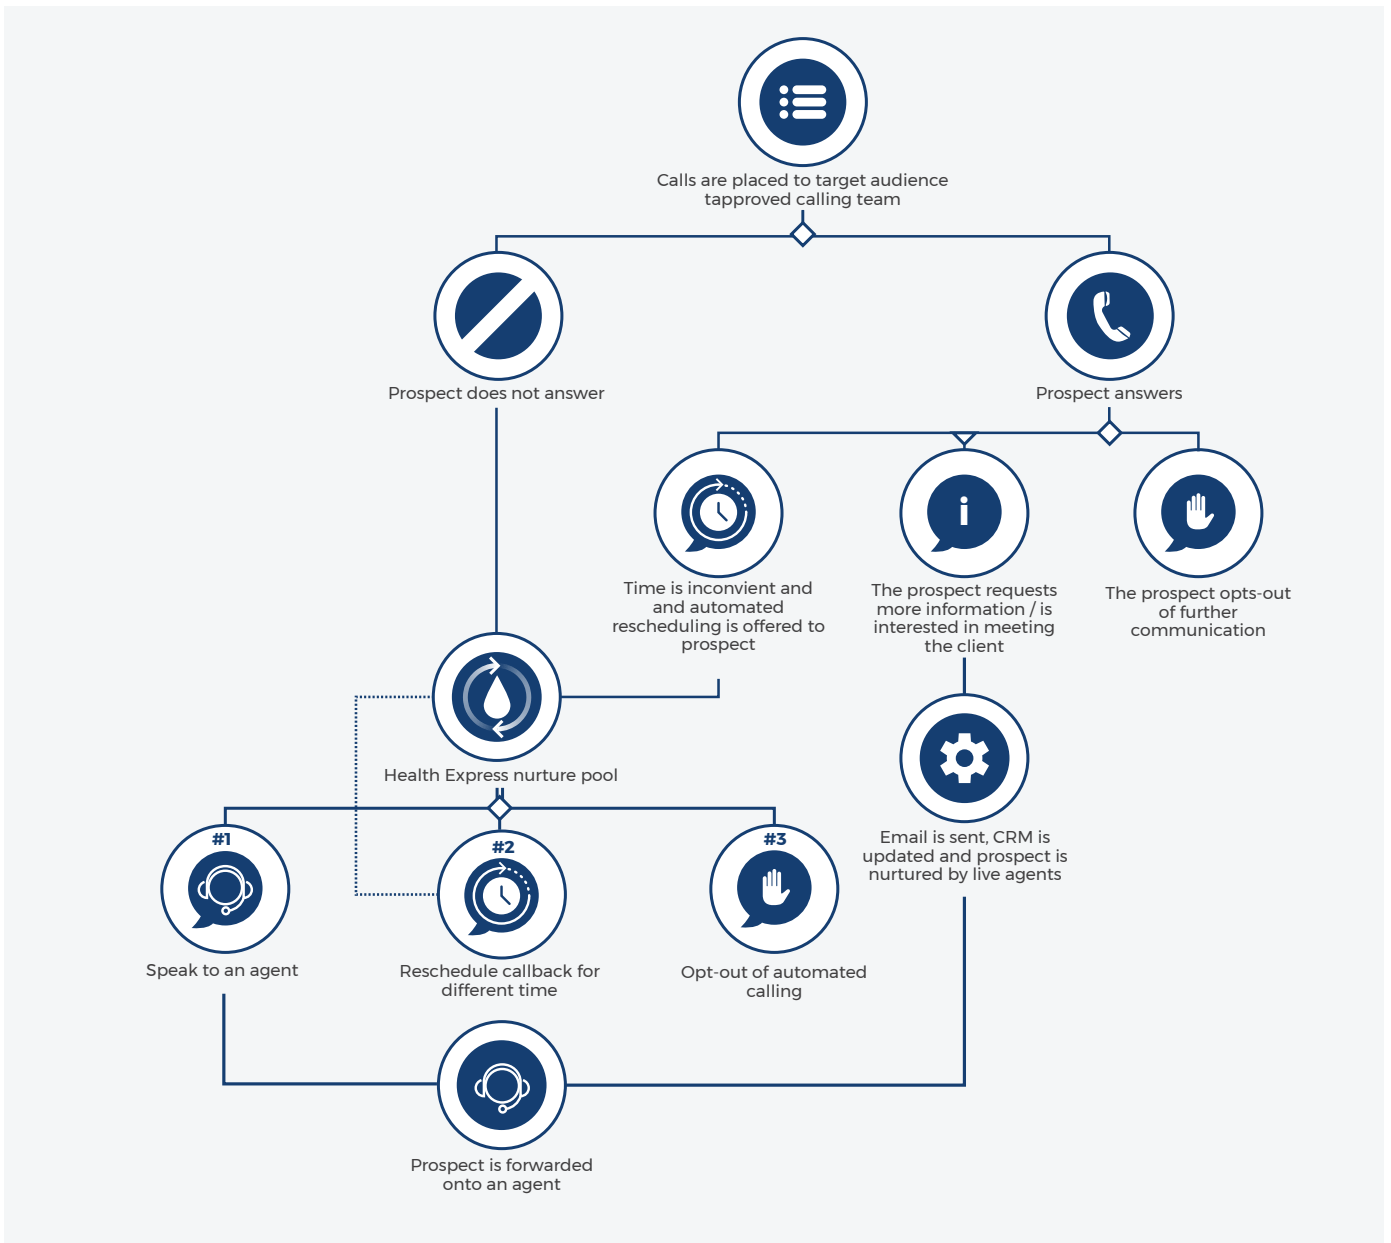 Calls are placed to target audience
tapproved calling team
Prospect does not answer
Prospect answers
Time is inconvient and
and automated
rescheduling is offered to
prospect
i
The prospect requests
more information / is
interested in meeting
the client
The prospect opts-out
of further
communication
Health Express nurture pool
Email is sent, CRM is
updated and prospect is
nurtured by live agents
#1
Speak to an agent
#2
Reschedule callback for
different time
#3
Opt-out of automated
calling
Prospect is forwarded
onto an agent